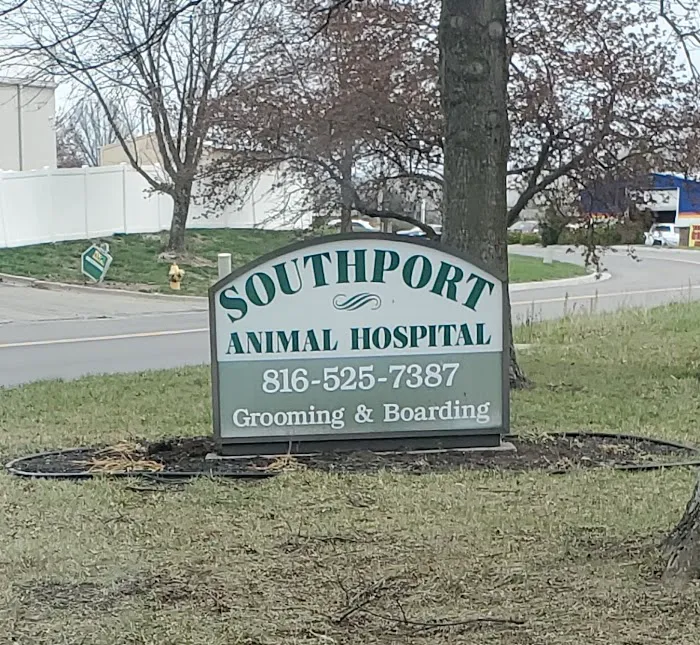 SOUTHPORT
ANIMAL HOSPITAL
816-525-7387
Grooming & Boarding